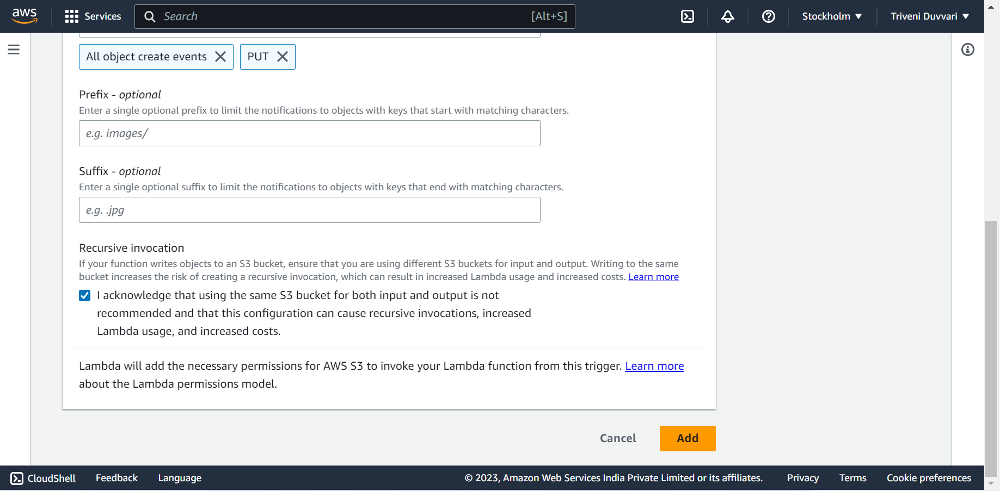 aws
Services
Search
[Alt+S]
Stockholm
Triveni Duvvari
All object create events
PUT
Prefix - optional
Enter a single optional prefix to limit the notifications to objects with keys that start with matching characters.
e.g. images/
Suffix - optional
Enter a single optional suffix to limit the notifications to objects with keys that end with matching characters.
e.g. .jpg
Recursive invocation
If your function writes objects to an S3 bucket, ensure that you are using different S3 buckets for input and output. Writing to the same
bucket increases the risk of creating a recursive invocation, which can result in increased Lambda usage and increased costs. Learn more
I acknowledge that using the same S3 bucket for both input and output is not
recommended and that this configuration can cause recursive invocations, increased
Lambda usage, and increased costs.
Lambda will add the necessary permissions for AWS S3 to invoke your Lambda function from this trigger. Learn more
about the Lambda permissions model.
Cancel
Add
CloudShell
Feedback
Language
© 2023, Amazon Web Services India Private Limited or its affiliates.
Privacy
Terms
Cookie preferences